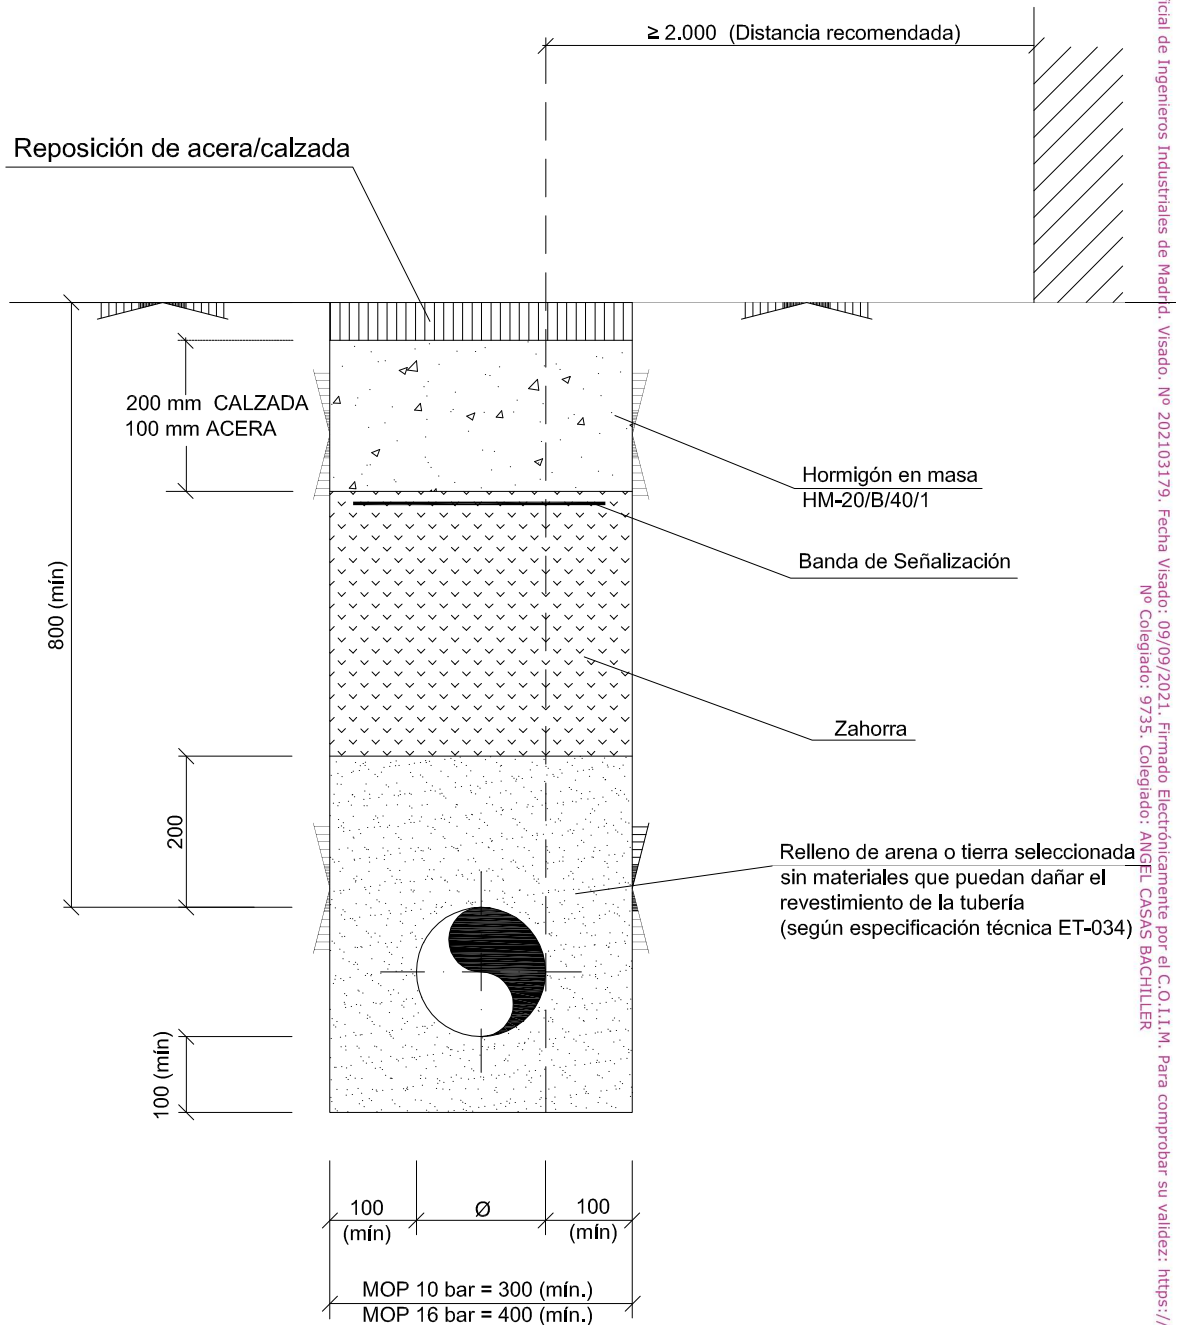 ≥ 2.000 (Distancia recomendada)
Reposición de acera/calzada
200 mm CALZADA
100 mm ACERA
Hormigón en masa
HM-20/B/40/1
Banda de Señalización
800 (mín)
Zahorra
200
Relleno de arena o tierra seleccionada
sin materiales que puedan dañar el
revestimiento de la tubería
(según especificación técnica ET-034)
100 (mín)
100
(mín)
Ø
100
(mín)
MOP 10 bar = 300 (mín.)
MOP 16 bar = 400 (mín.)
de Ingenieros Industriales de Madrid. Visado. Nº 202103179. Fecha Visado: 09/09/2021. Firmado Electrónicamente por el C.O.I.I.M. Para comprobar su validez: https:/
Nº Colegiado: 9735. Colegiado: ANGEL CASAS BACHILLER